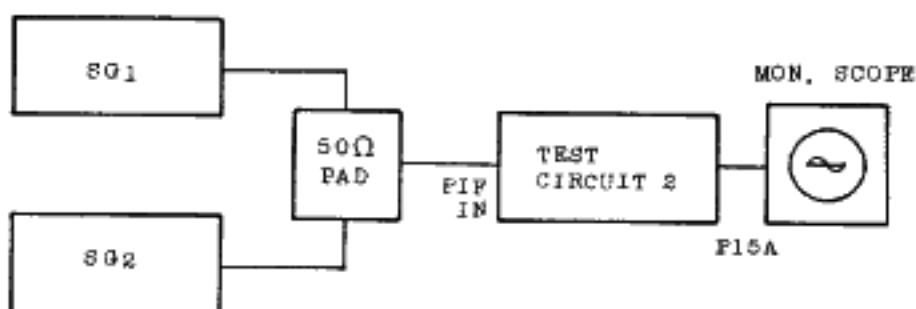 SG1
MON. SCOPE
50Ω
PAD
TEST
CIRCUIT 2
PIF
IN
P15A
SG2